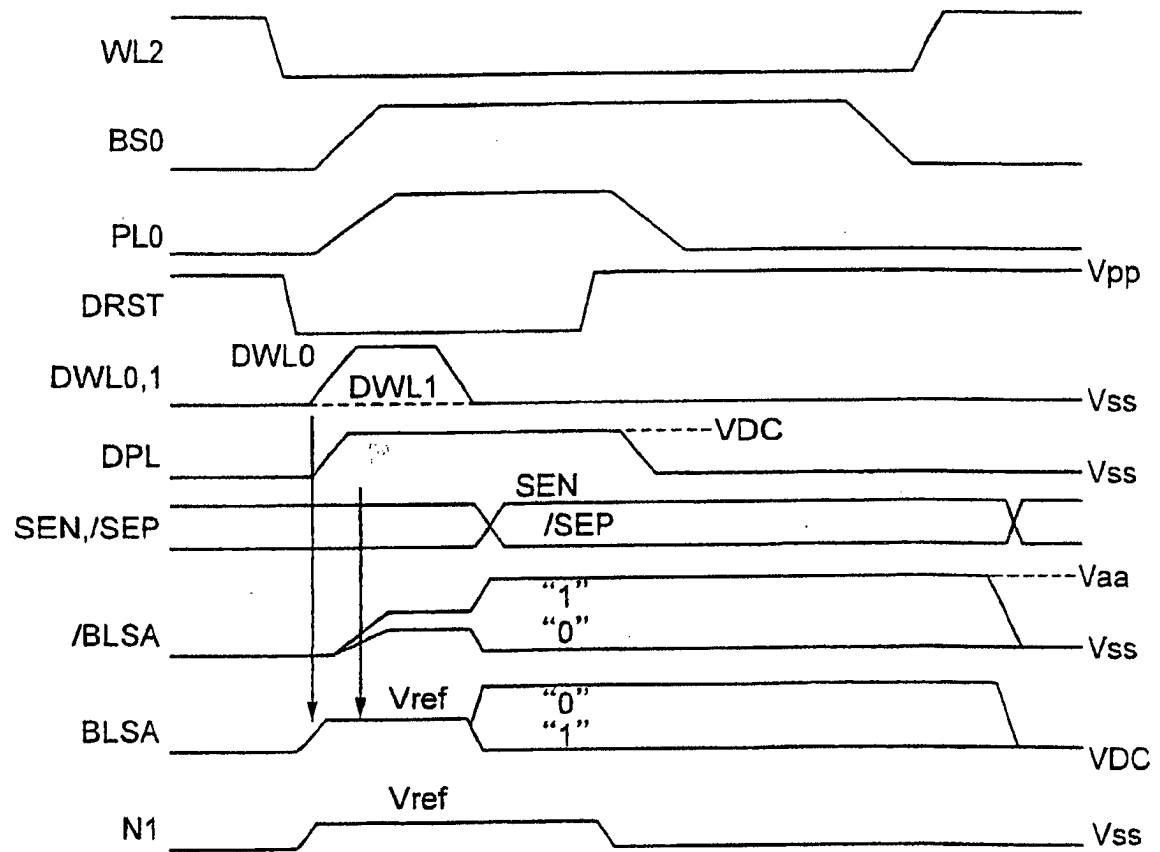 WL2
BS0
PL0
Vpp
DRST
DWL0
DWL0,1
DWL1
Vss
VDC
DPL
Vss
SEN
SEN,/SEP
/SEP
Vaa
"1"
/BLSA
"0"
Vss
Vref
"0"
BLSA
"1"
VDC
Vref
N1
Vss